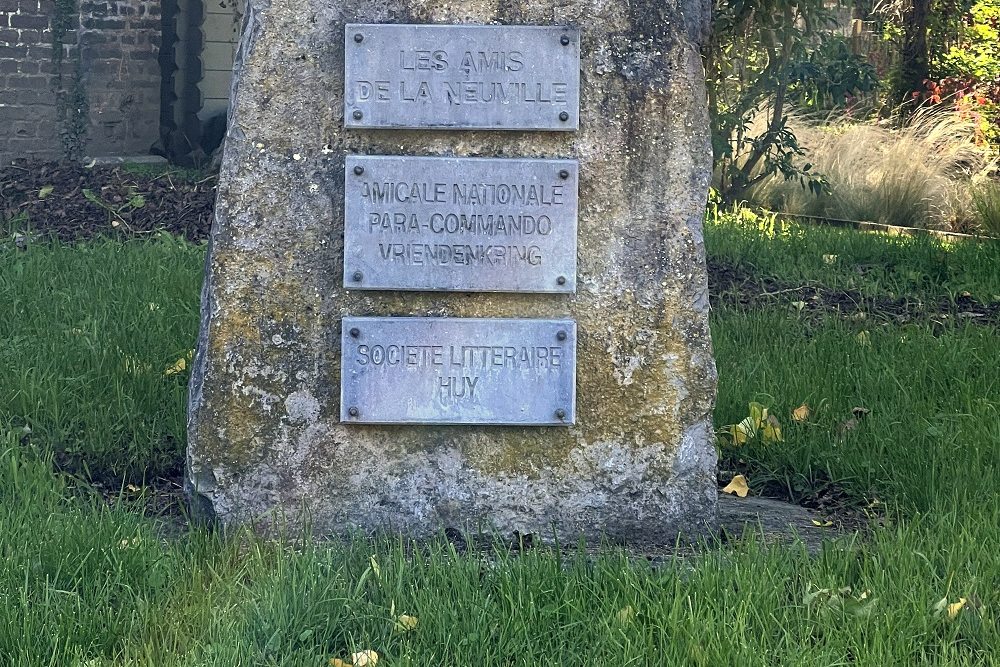 LES AMIS
DE LA NEUVILLE
AMICALE NATIONALE
PARA-COMMANDO
VRIENDENKRING
SOCIETE LITTERAIRE
HUY